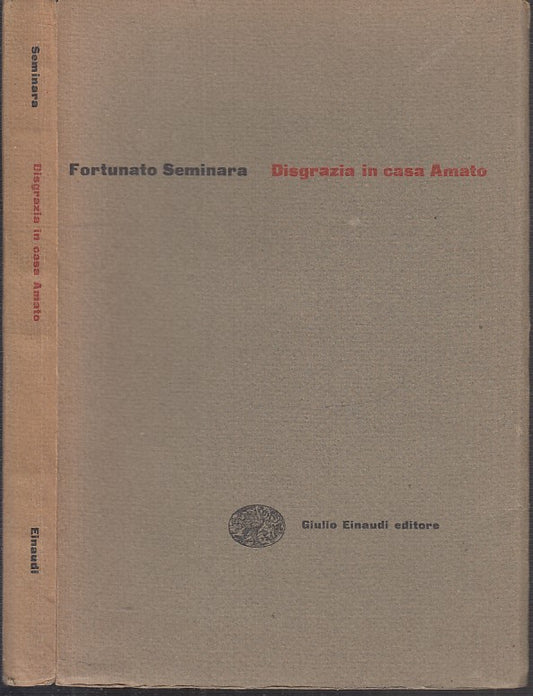 Seminara
Disgrazia in casa Amato
Einaudi
Fortunato Seminara Disgrazia in casa Amato
Giulio Einaudi editore